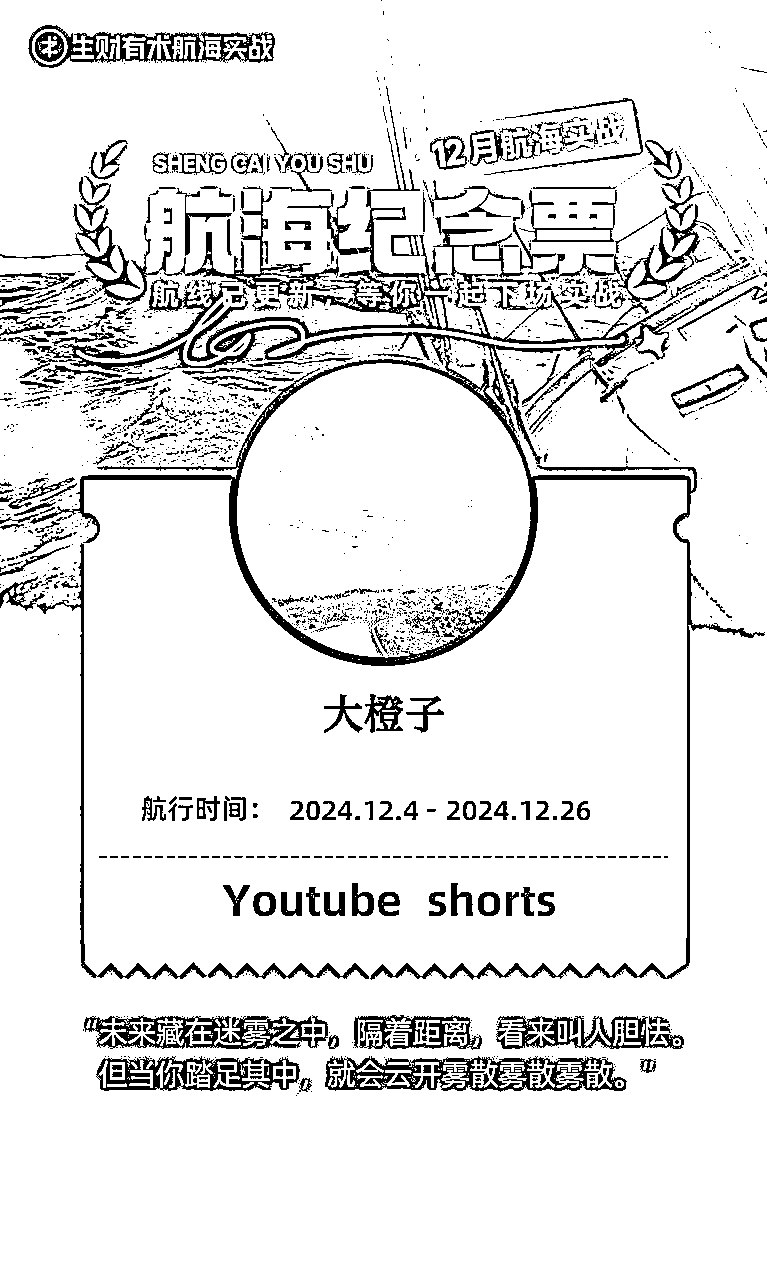 生财有术航海实战
12月航海实战
SHENG CAI YOU SHU
航海纪念票
航线已更新，等你一起下场实战
大橙子
航行时间： 2024.12.4 - 2024.12.26
Youtube shorts
"未来藏在迷雾之中，隔着距离，看来叫人胆怯。
但当你踏足其中，就会云开雾散雾散雾散。"